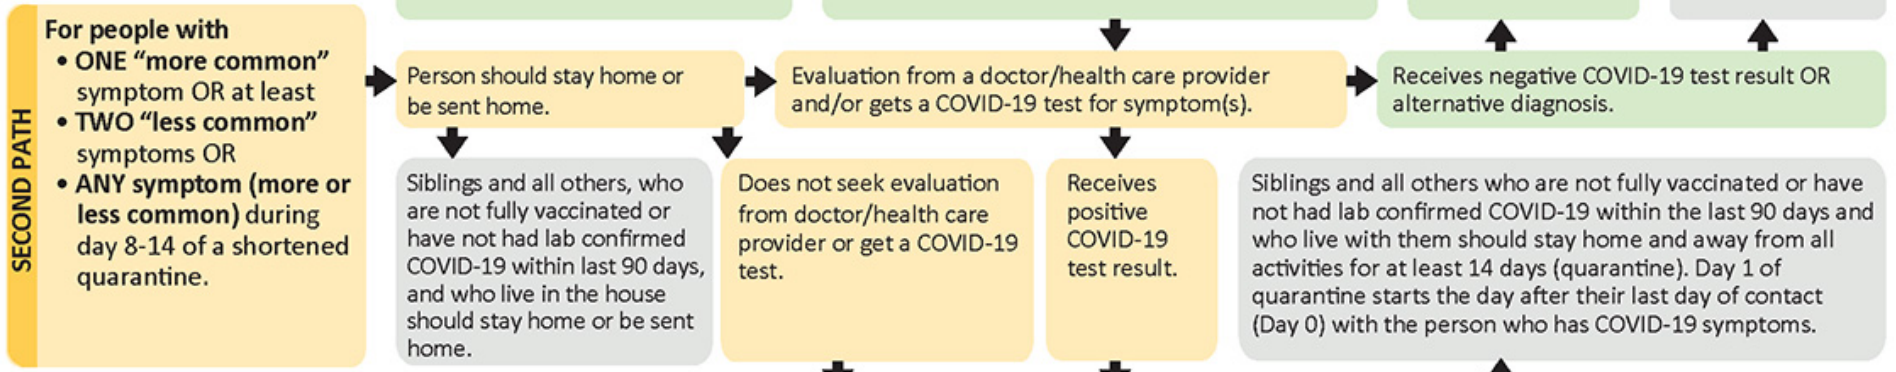 SECOND PATH
For people with
• ONE “more common”
symptom OR at least
• TWO “less common”
symptoms OR
• ANY symptom (more or
less common) during
day 8-14 of a shortened
quarantine.
Person should stay home or
be sent home.
Evaluation from a doctor/health care provider
and/or gets a COVID-19 test for symptom(s).
Receives negative COVID-19 test result OR
alternative diagnosis.
Siblings and all others, who
are not fully vaccinated or
have not had lab confirmed
COVID-19 within last 90 days,
and who live in the house
should stay home or be sent
home.
Does not seek evaluation
from doctor/health care
provider or get a COVID-19
test.
Receives
positive
COVID-19
test result.
Siblings and all others who are not fully vaccinated or have
not had lab confirmed COVID-19 within the last 90 days and
who live with them should stay home and away from all
activities for at least 14 days (quarantine). Day 1 of
quarantine starts the day after their last day of contact
(Day 0) with the person who has COVID-19 symptoms.